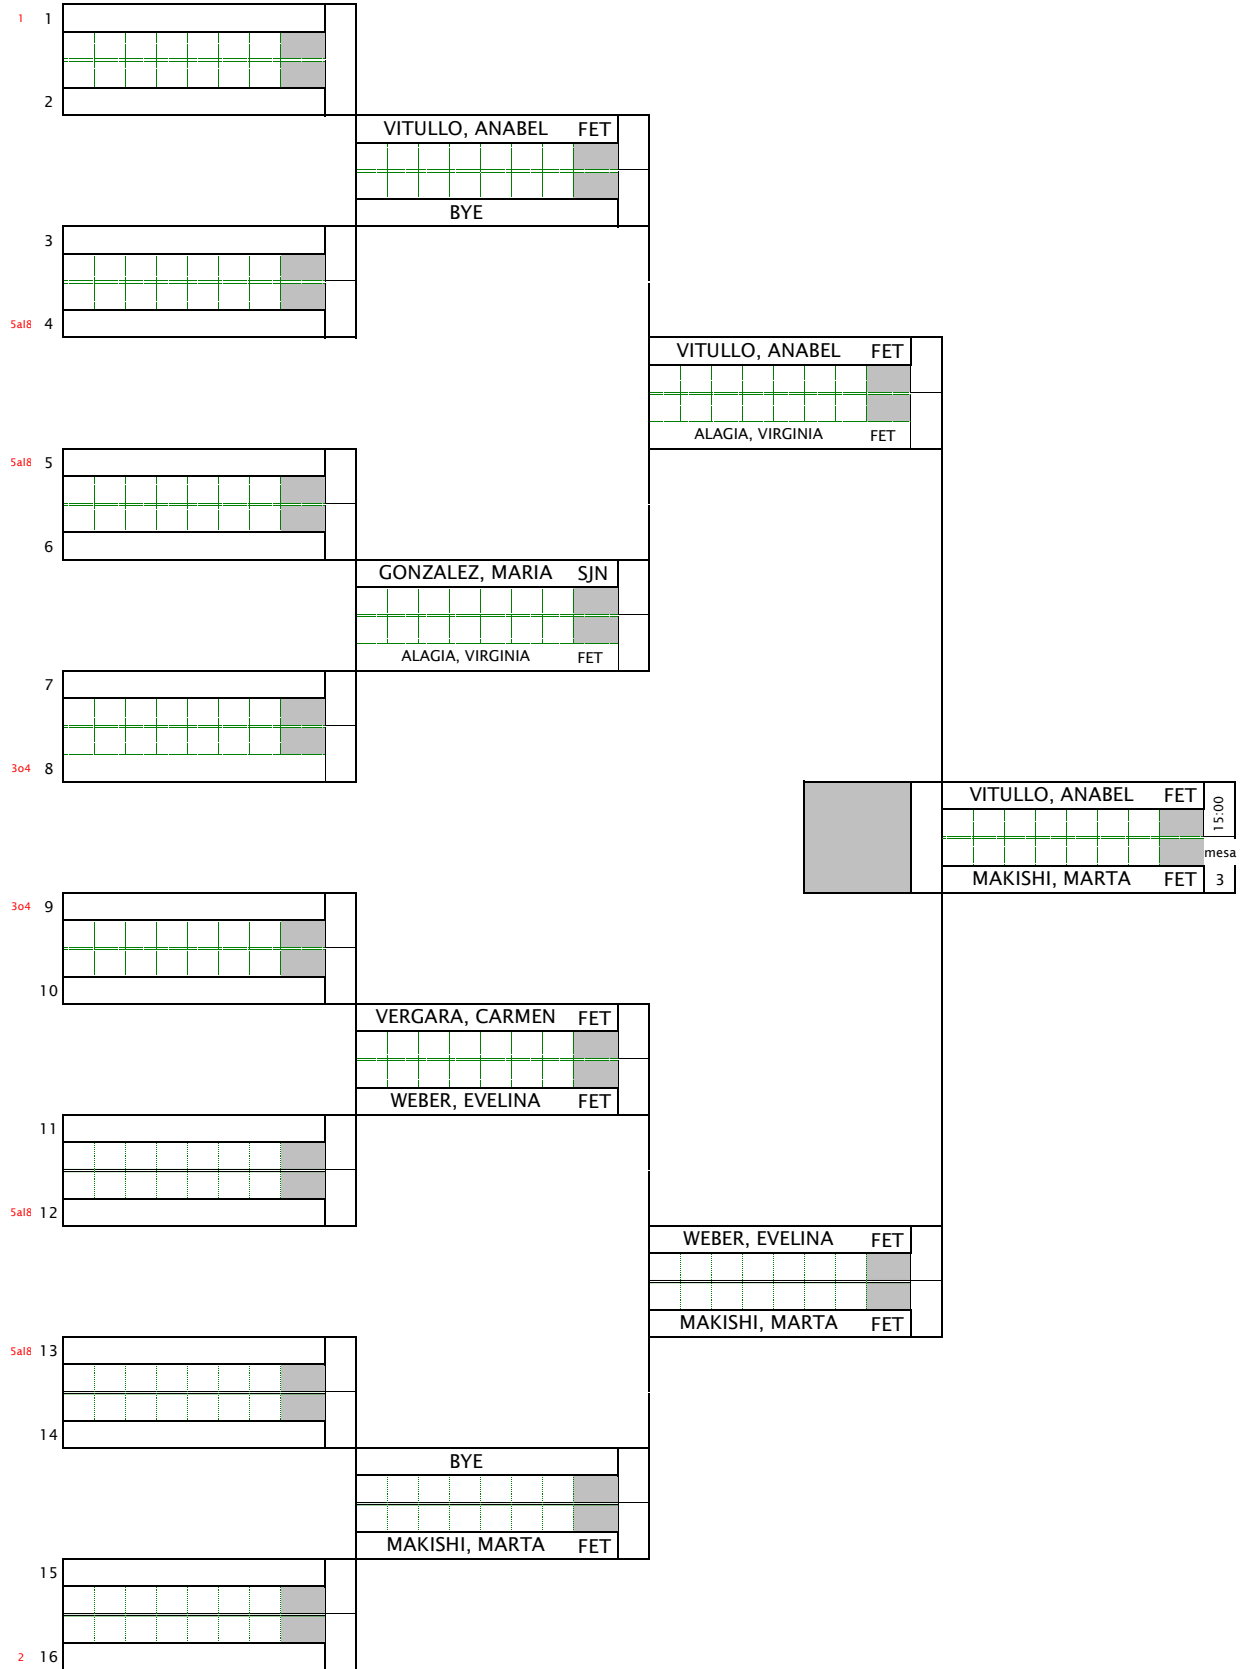 1 1
2
VITULLO, ANABEL FET
BYE
3
5al8 4
VITULLO, ANABEL FET
ALAGIA, VIRGINIA FET
5al8 5
6
GONZALEZ, MARIA SJN
ALAGIA, VIRGINIA FET
7
3o4 8
VITULLO, ANABEL FET 15:00
mesa
MAKISHI, MARTA FET 3
3o4 9
10
VERGARA, CARMEN FET
WEBER, EVELINA FET
11
5al8 12
WEBER, EVELINA FET
MAKISHI, MARTA FET
5al8 13
14
BYE
MAKISHI, MARTA FET
15
2 16